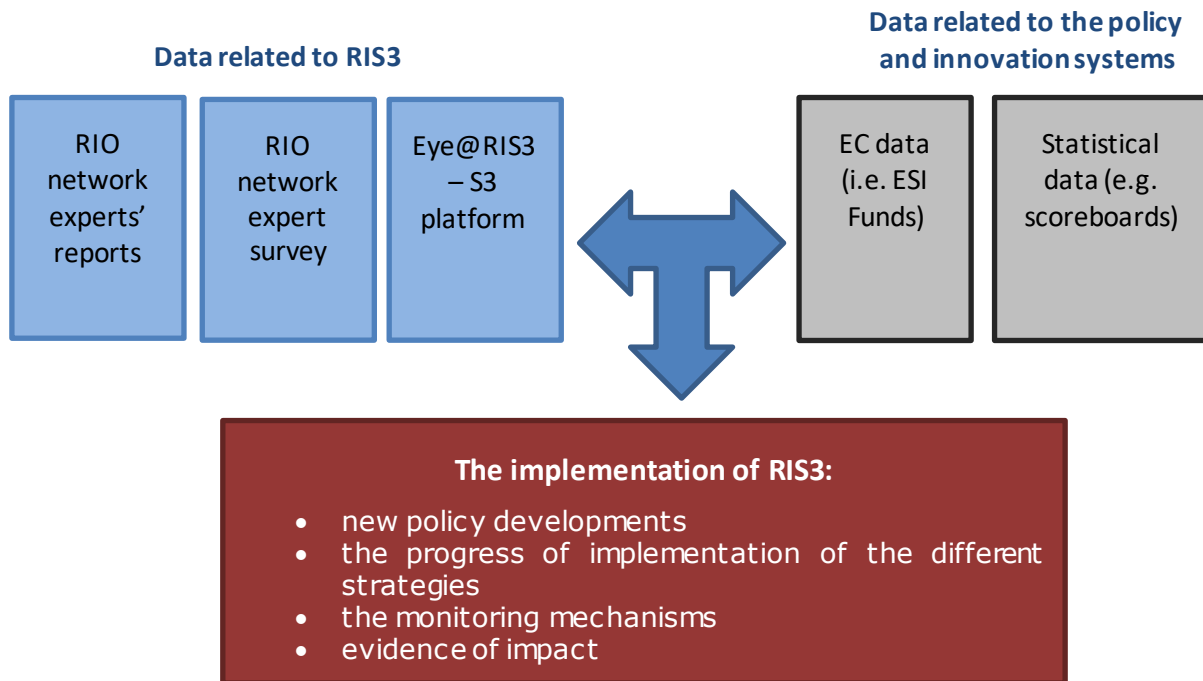 Data related to RIS3
Data related to the policy
and innovation systems
RIO
network
experts’
reports
RIO
network
expert
survey
Eye@RIS3
– S3
platform
EC data
(i.e. ESI
Funds)
Statistical
data (e.g.
scoreboards)
The implementation of RIS3:
• new policy developments
• the progress of implementation of the different
strategies
• the monitoring mechanisms
• evidence of impact